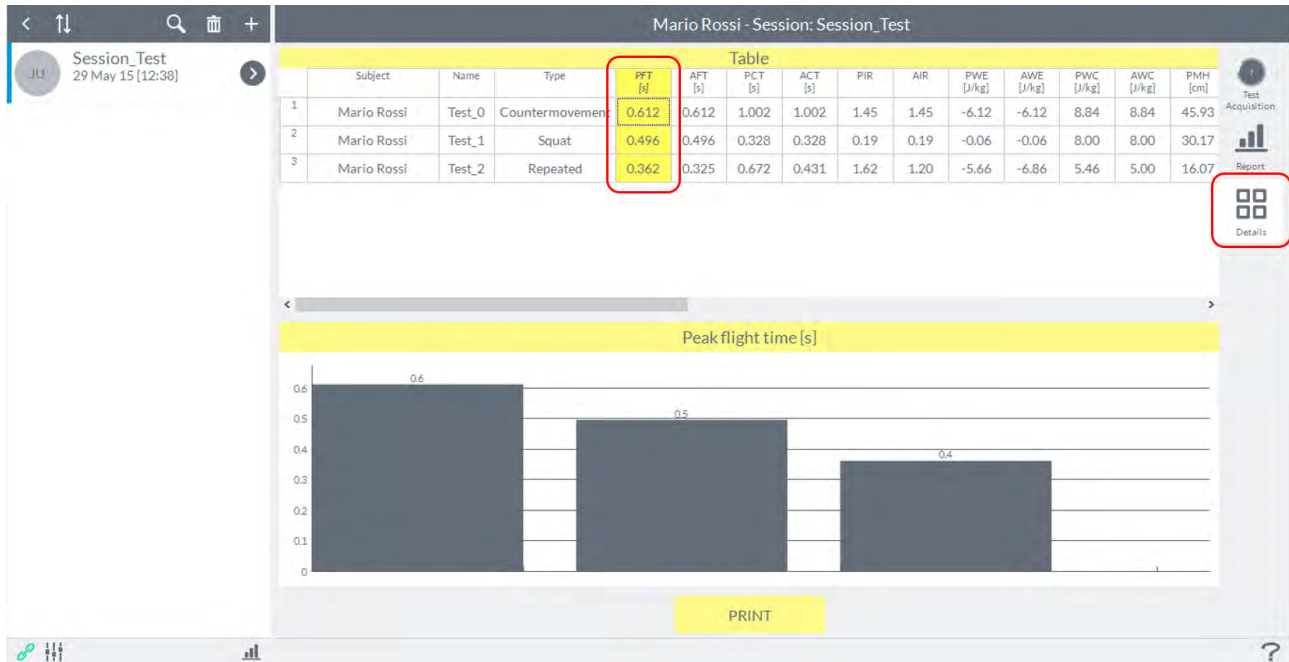 Mario Rossi - Session: Session_Test
JU
Session_Test
29 May 15 [12:38]
Table
Subject Name Type PFT [s] AFT [s] PCT [s] ACT [s] PIR AIR PWE [J/kg] AWE [J/kg] PWC [J/kg] AWC [J/kg] PMH [cm]
1 Mario Rossi Test_0 Countermovement 0.612 0.612 1.002 1.002 1.45 1.45 -6.12 -6.12 8.84 8.84 45.93
2 Mario Rossi Test_1 Squat 0.496 0.496 0.328 0.328 0.19 0.19 -0.06 -0.06 8.00 8.00 30.17
3 Mario Rossi Test_2 Repeated 0.362 0.325 0.672 0.431 1.62 1.20 -5.66 -6.86 5.46 5.00 16.07
Test
Acquisition
Report
Details
Peak flight time [s]
0.6
0.5
0.4
0.3
0.2
0.1
0
0.6
0.5
0.4
PRINT
?